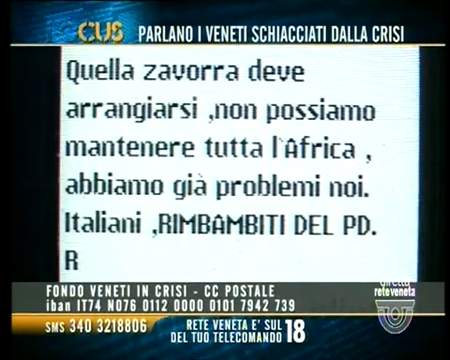 FOCUS PARLANO I VENETI SCHIACCIATI DALLA CRISI
Quella zavorra deve
arrangiarsi ,non possiamo
mantenere tutta l'Africa ,
abbiamo già problemi noi.
Italiani ,RIMBAMBITI DEL PD.
R
FONDO VENETI IN CRISI - CC POSTALE
iban IT74 N076 0112 0000 0101 7942 739
diretta
reteveneta
SMS 340 3218806
RETE VENETA E' SUL
DEL TUO TELECOMANDO 18